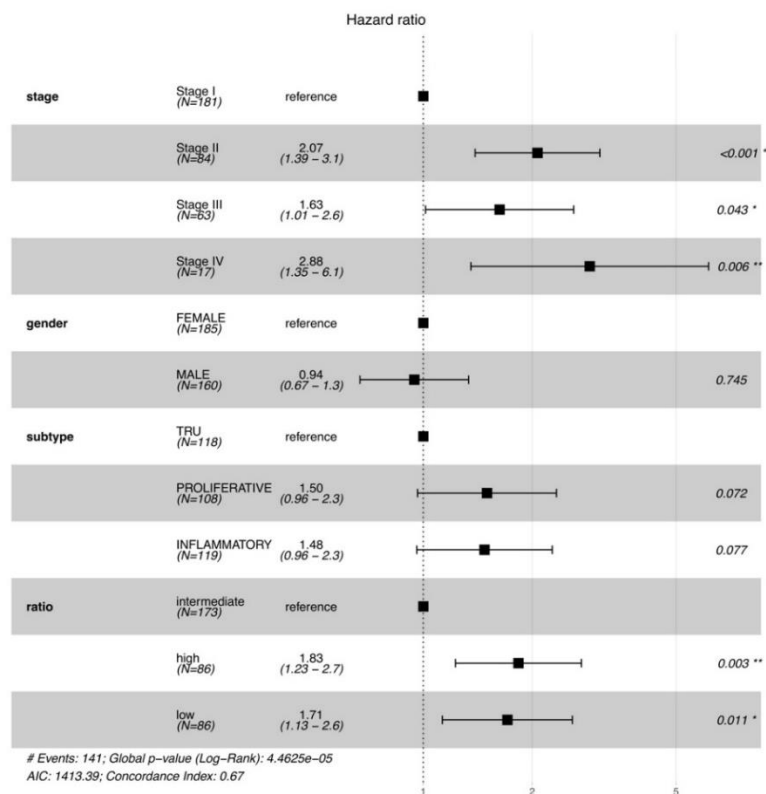 Hazard ratio
stage Stage I reference
(N=181)
Stage II 2.07 <0.001 *
(N=84) (1.39 − 3.1)
Stage III 1.63 0.043 *
(N=63) (1.01 − 2.6)
Stage IV 2.88 0.006 **
(N=17) (1.35 − 6.1)
gender FEMALE reference
(N=185)
MALE 0.94 0.745
(N=160) (0.67 − 1.3)
subtype TRU reference
(N=118)
PROLIFERATIVE 1.50 0.072
(N=108) (0.96 − 2.3)
INFLAMMATORY 1.48 0.077
(N=119) (0.96 − 2.3)
ratio intermediate reference
(N=173)
high 1.83 0.003 **
(N=86) (1.23 − 2.7)
low 1.71 0.011 *
(N=86) (1.13 − 2.6)
# Events: 141; Global p−value (Log−Rank): 4.4625e−05
AIC: 1413.39; Concordance Index: 0.67
1 2 5